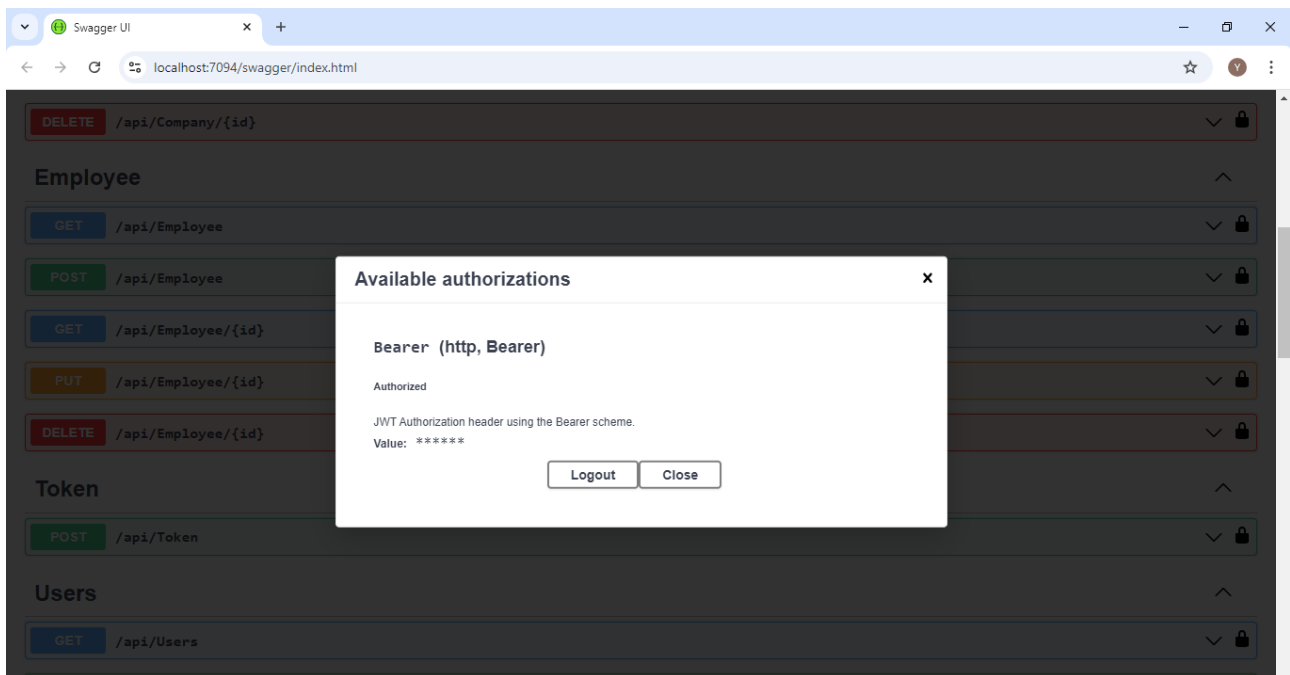 Swagger UI
localhost:7094/swagger/index.html
Y
DELETE /api/Company/{id}
Employee
GET /api/Employee
POST /api/Employee
GET /api/Employee/{id}
PUT /api/Employee/{id}
DELETE /api/Employee/{id}
Available authorizations
Bearer (http, Bearer)
Authorized
JWT Authorization header using the Bearer scheme.
Value: ******
Logout Close
Token
POST /api/Token
Users
GET /api/Users